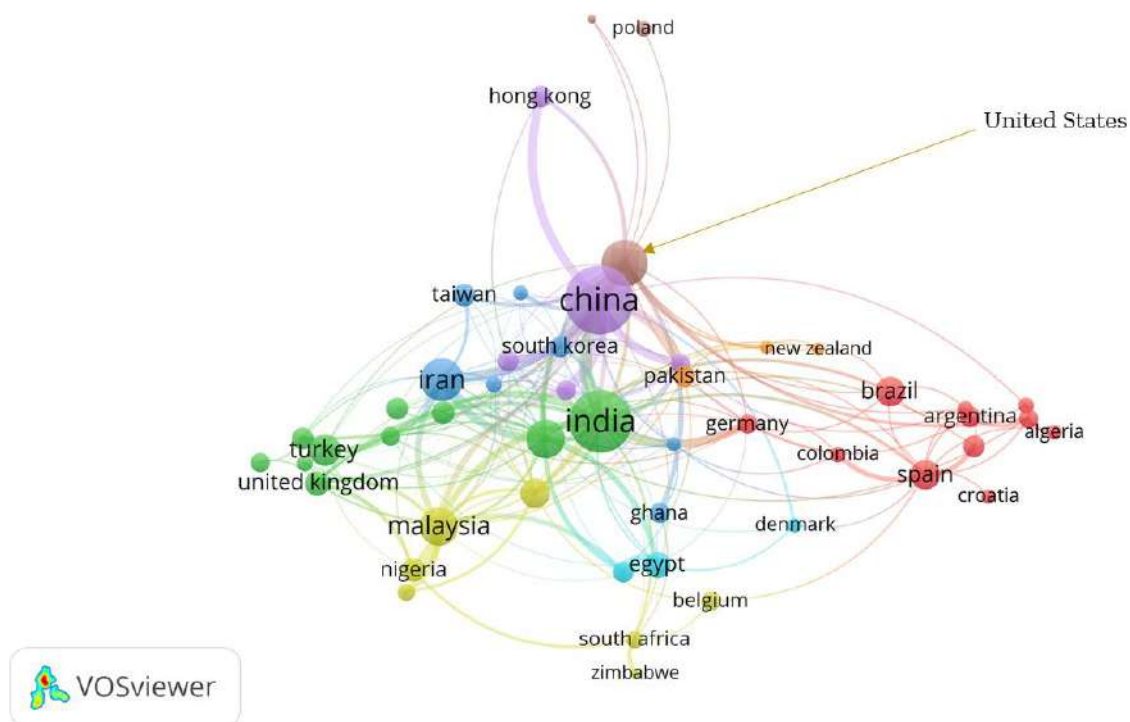 poland
hong kong
United States
taiwan
china
south korea
new zealand
iran
pakistan
brazil
india
germany
argentina
algeria
turkey
colombia
united kingdom
spain
croatia
malaysia
ghana
denmark
nigeria
egypt
belgium
south africa
zimbabwe
VOSviewer